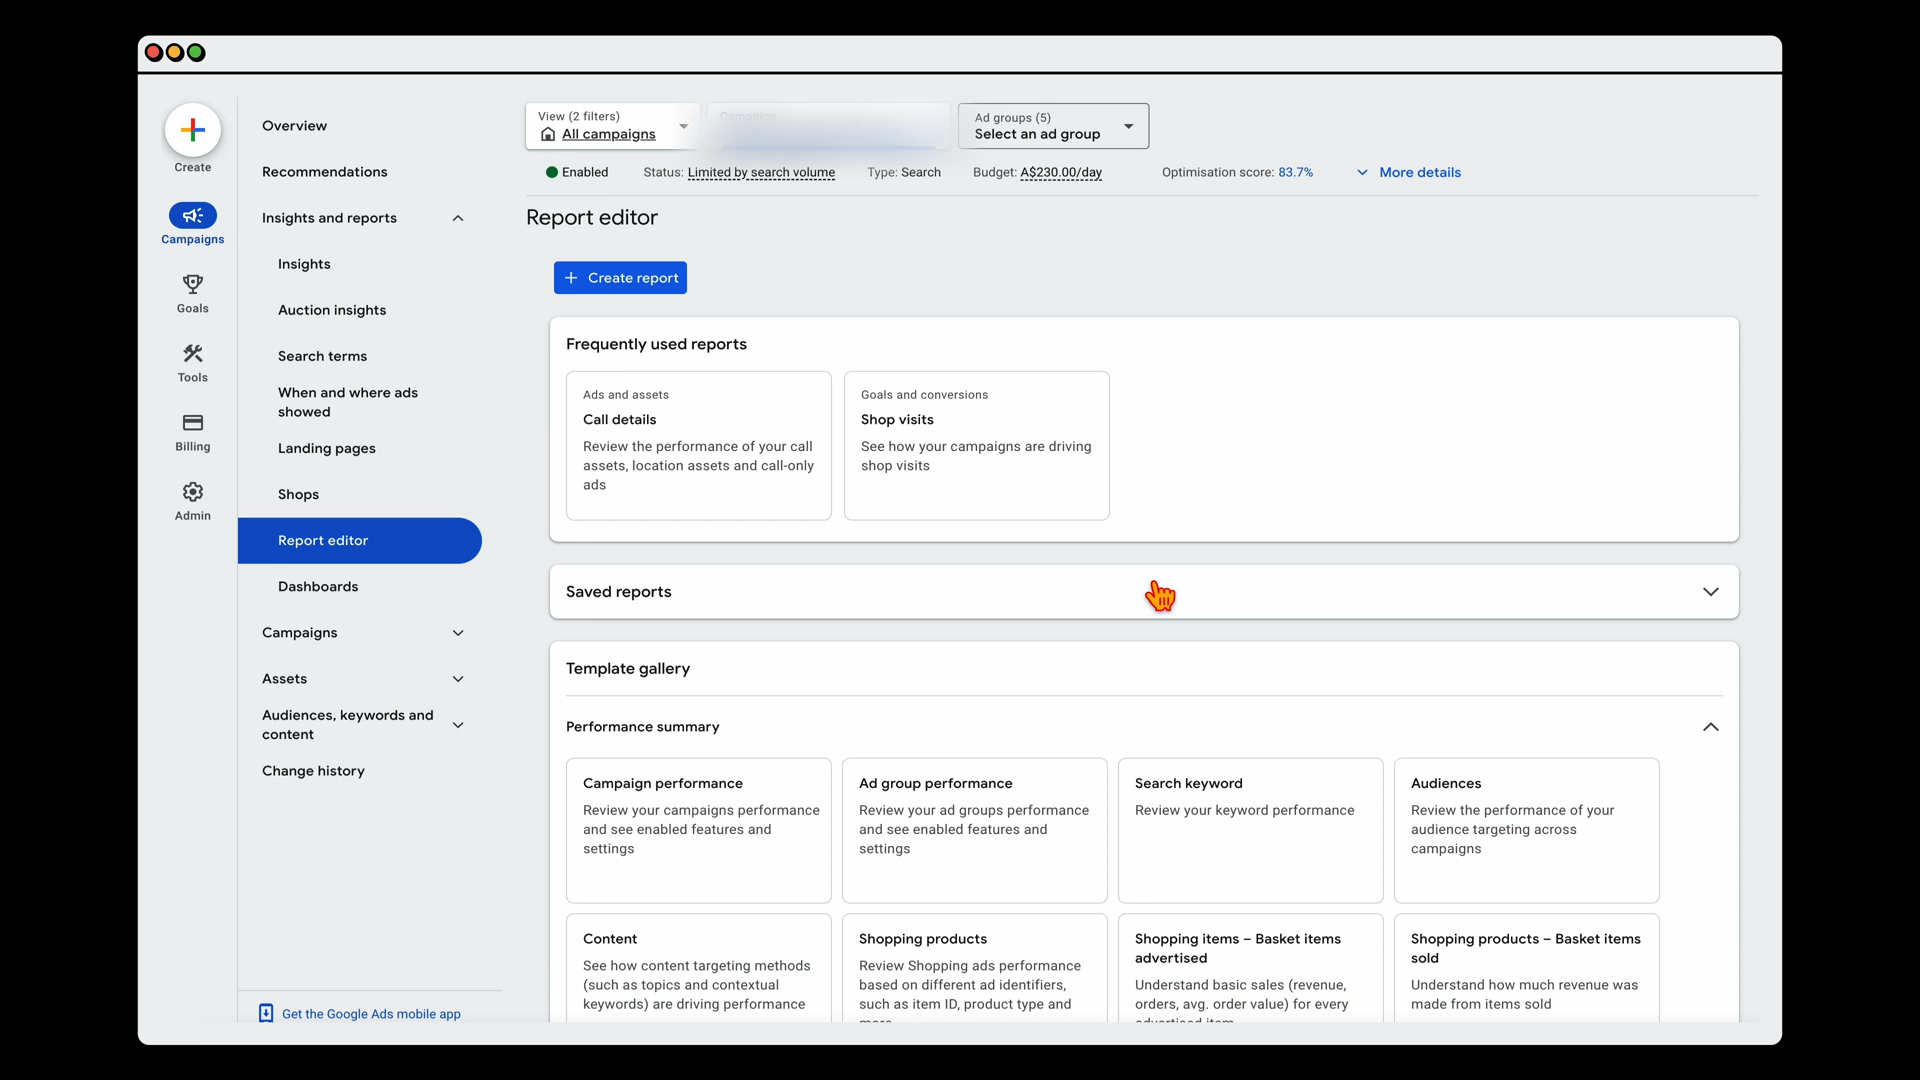 Create
Campaigns
Goals
Tools
Billing
Admin
Overview
Recommendations
Insights and reports
Insights
Auction insights
Search terms
When and where ads
showed
Landing pages
Shops
Report editor
Dashboards
Campaigns
Assets
Audiences, keywords and
content
Change history
Get the Google Ads mobile app
View (2 filters)
All campaigns
Campaign
Ad groups (5)
Select an ad group
Enabled
Status: Limited by search volume
Type: Search
Budget: A$230.00/day
Optimisation score: 83.7%
More details
Report editor
Create report
Frequently used reports
Ads and assets
Call details
Review the performance of your call
assets, location assets and call-only
ads
Goals and conversions
Shop visits
See how your campaigns are driving
shop visits
Saved reports
Template gallery
Performance summary
Campaign performance
Review your campaigns performance
and see enabled features and
settings
Ad group performance
Review your ad groups performance
and see enabled features and
settings
Search keyword
Review your keyword performance
Audiences
Review the performance of your
audience targeting across
campaigns
Content
See how content targeting methods
(such as topics and contextual
keywords) are driving performance
Shopping products
Review Shopping ads performance
based on different ad identifiers,
such as item ID, product type and
more
Shopping items – Basket items
advertised
Understand basic sales (revenue,
orders, avg. order value) for every
advertised item
Shopping products – Basket items
sold
Understand how much revenue was
made from items sold